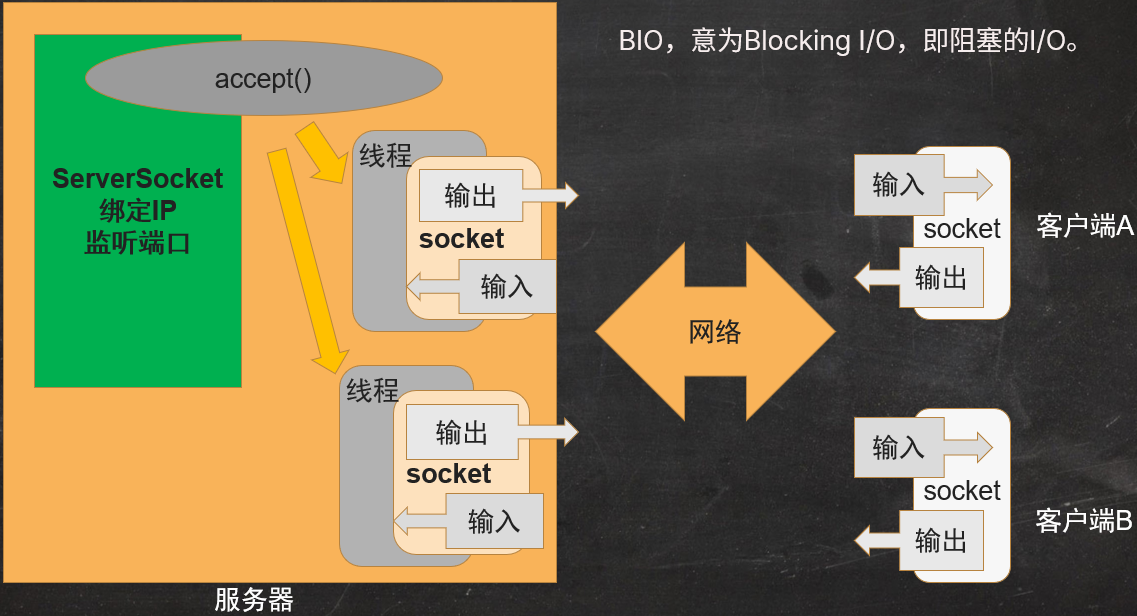 BIO，意为Blocking I/O，即阻塞的I/O。
accept()
ServerSocket
绑定IP
监听端口
线程
输出
socket
输入
线程
输出
socket
输入
服务器
网络
输入
socket
输出
客户端A
输入
socket
输出
客户端B